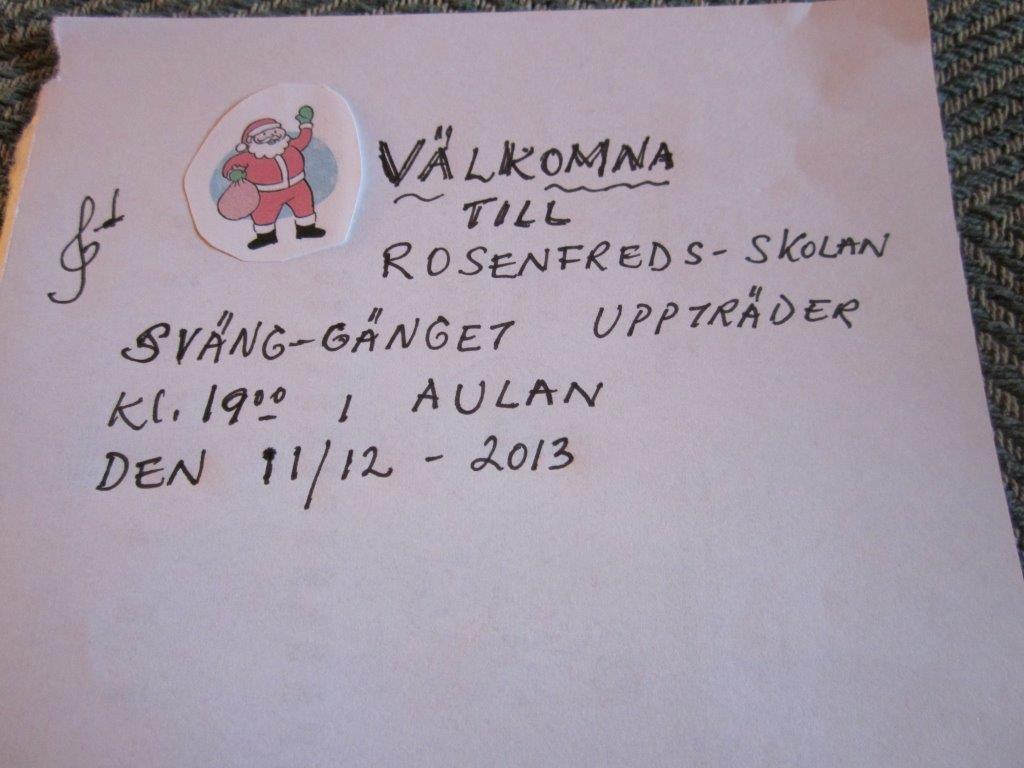 VÄLKOMNA
TILL
ROSENFREDS-SKOLAN
SVÄNG-GÄNGET UPPTRÄDER
Kl. 19⁰⁰ I AULAN
DEN 11/12 - 2013